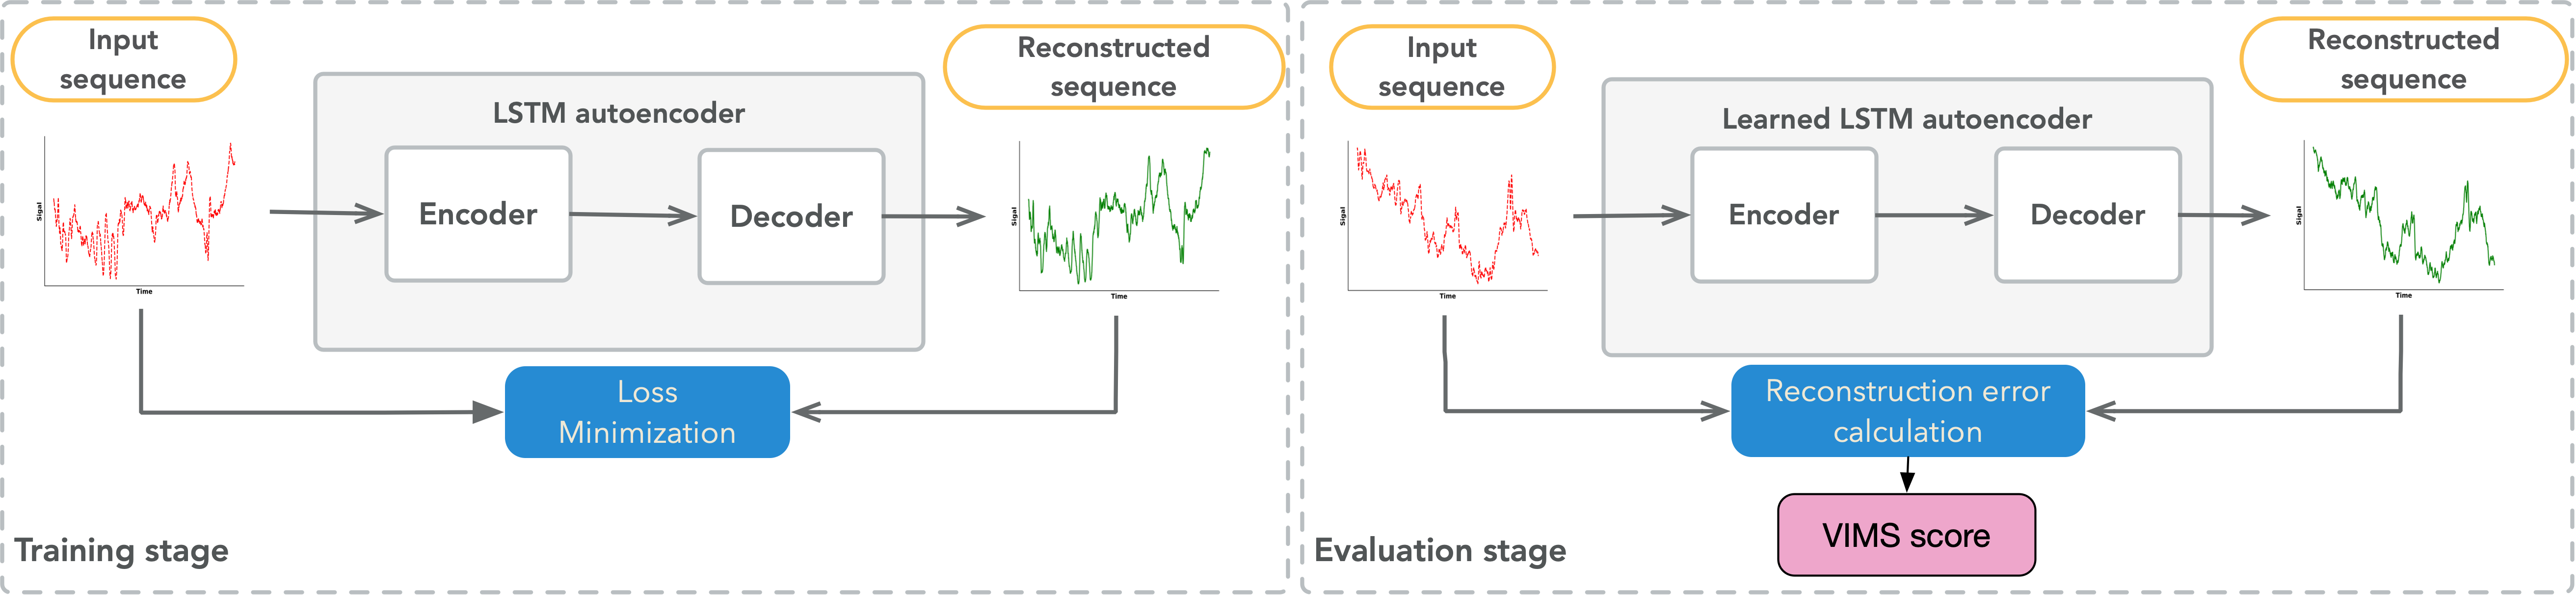 Input
sequence
Reconstructed
sequence
LSTM autoencoder
Encoder
Decoder
Sigal
Time
Sigal
Time
Loss
Minimization
Training stage
Input
sequence
Reconstructed
sequence
Learned LSTM autoencoder
Encoder
Decoder
Sigal
Time
Sigal
Time
Reconstruction error
calculation
VIMS score
Evaluation stage